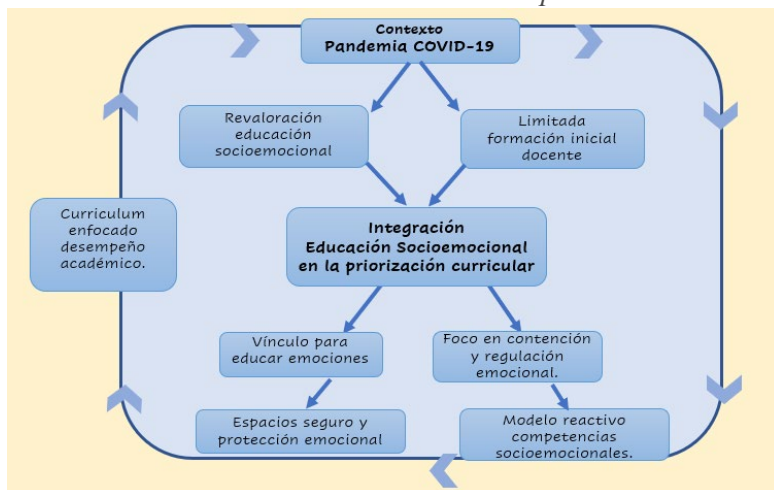 Contexto
Pandemia COVID-19
Revaloración
educación
socioemocional
Limitada
formación inicial
docente
Curriculum
enfocado
desempeño
académico.
Integración
Educación Socioemocional
en la priorización curricular
Vínculo para
educar emociones
Foco en contención
y regulación
emocional.
Espacios seguro y
protección emocional
Modelo reactivo
competencias
socioemocionales.